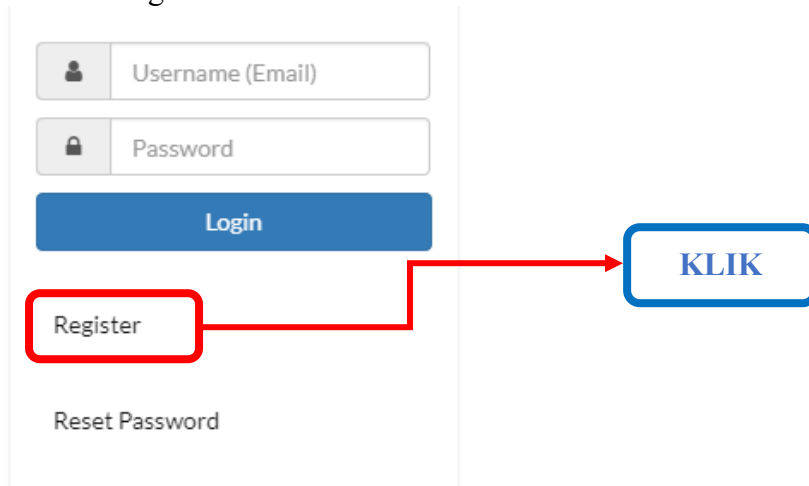 Username (Email)
Password
Login
KLIK
Register
Reset Password